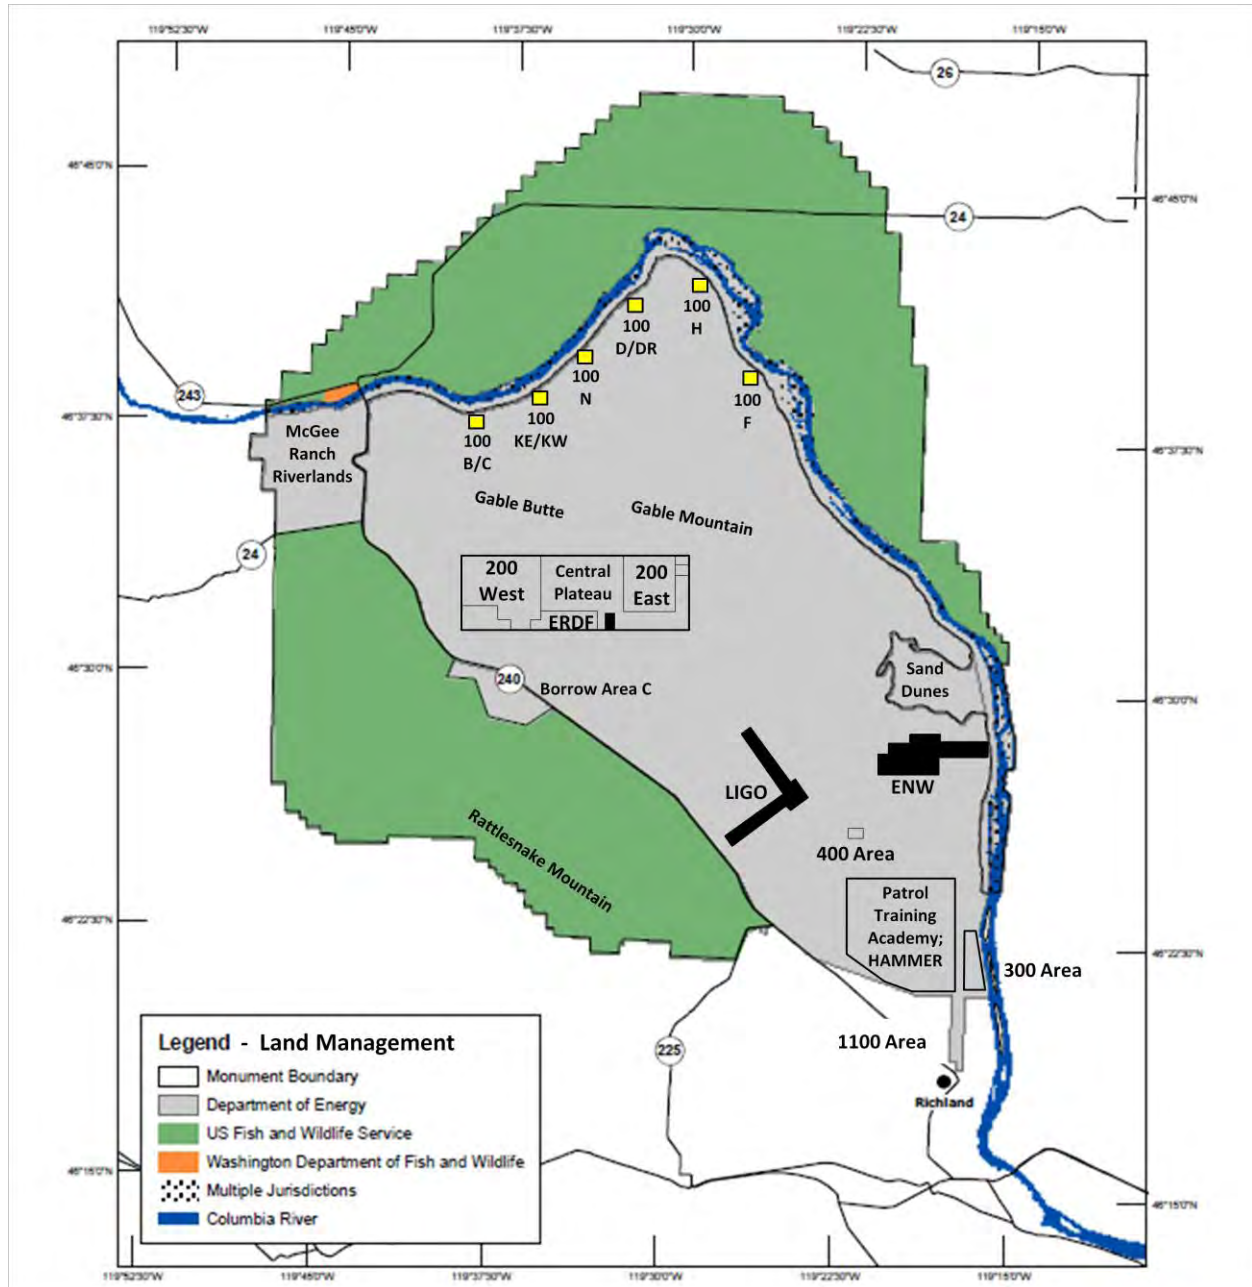 119°52'30"W 119°45'0"W 119°37'30"W 119°30'0"W 119°22'30"W 119°15'0"W
26
46°45'0"N
46°45'0"N
24
100
H
100
D/DR
100
N
100
F
243
100
KE/KW
46°37'30"N
100
B/C
McGee
Ranch
Riverlands
46°37'30"N
Gable Butte
Gable Mountain
24
200
West
Central
Plateau
200
East
ERDF
46°30'0"N
240
Borrow Area C
Sand
Dunes
46°30'0"N
LIGO
ENW
Rattlesnake Mountain
400 Area
Patrol
Training
Academy;
HAMMER
46°22'30"N
46°22'30"N
300 Area
1100 Area
225
Richland
Legend - Land Management
Monument Boundary
Department of Energy
US Fish and Wildlife Service
Washington Department of Fish and Wildlife
Multiple Jurisdictions
Columbia River
46°15'0"N
46°15'0"N
119°52'30"W 119°45'0"W 119°37'30"W 119°30'0"W 119°22'30"W 119°15'0"W